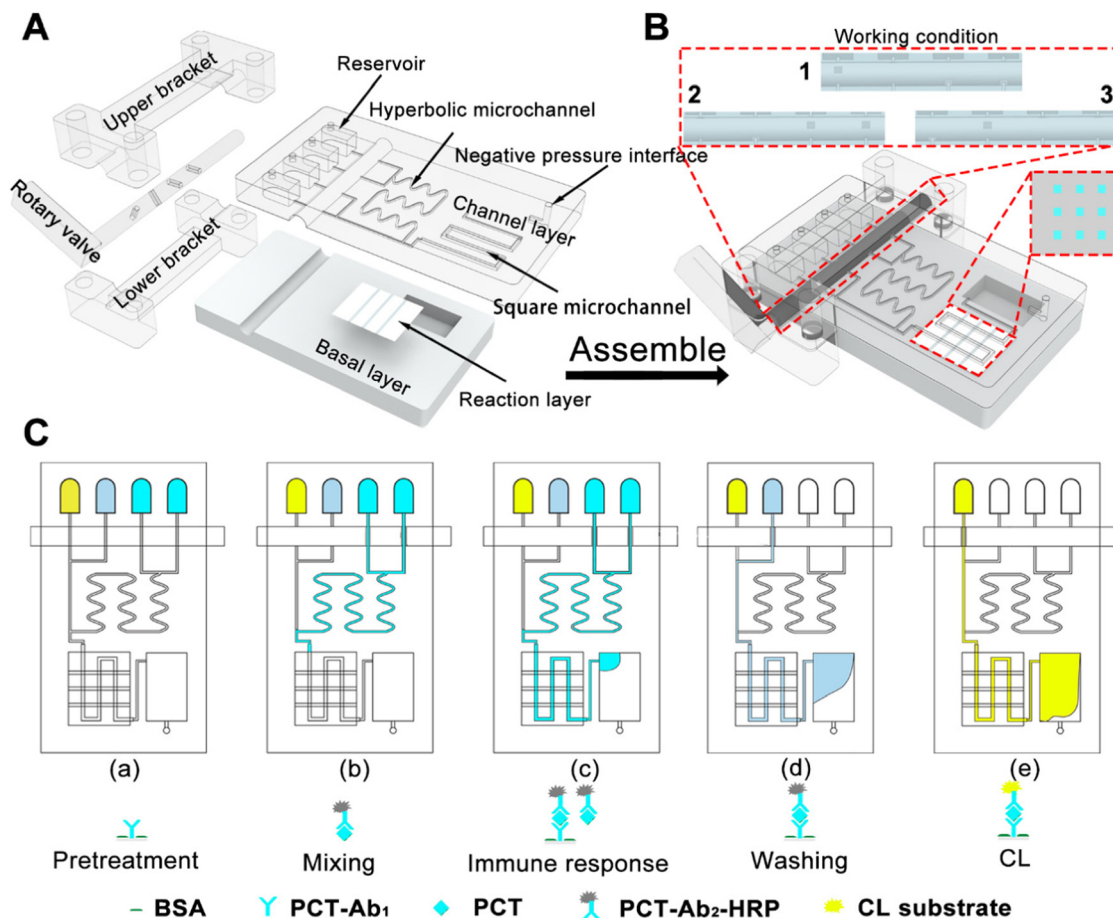 A
Upper bracket
Rotary valve
Lower bracket
Reservoir
Hyperbolic microchannel
Negative pressure interface
Channel layer
Square microchannel
Basal layer
Reaction layer
Assemble
B
Working condition
1
2
3
C
(a)
(b)
(c)
(d)
(e)
Pretreatment
Mixing
Immune response
Washing
CL
BSA
PCT-Ab₁
PCT
PCT-Ab₂-HRP
CL substrate